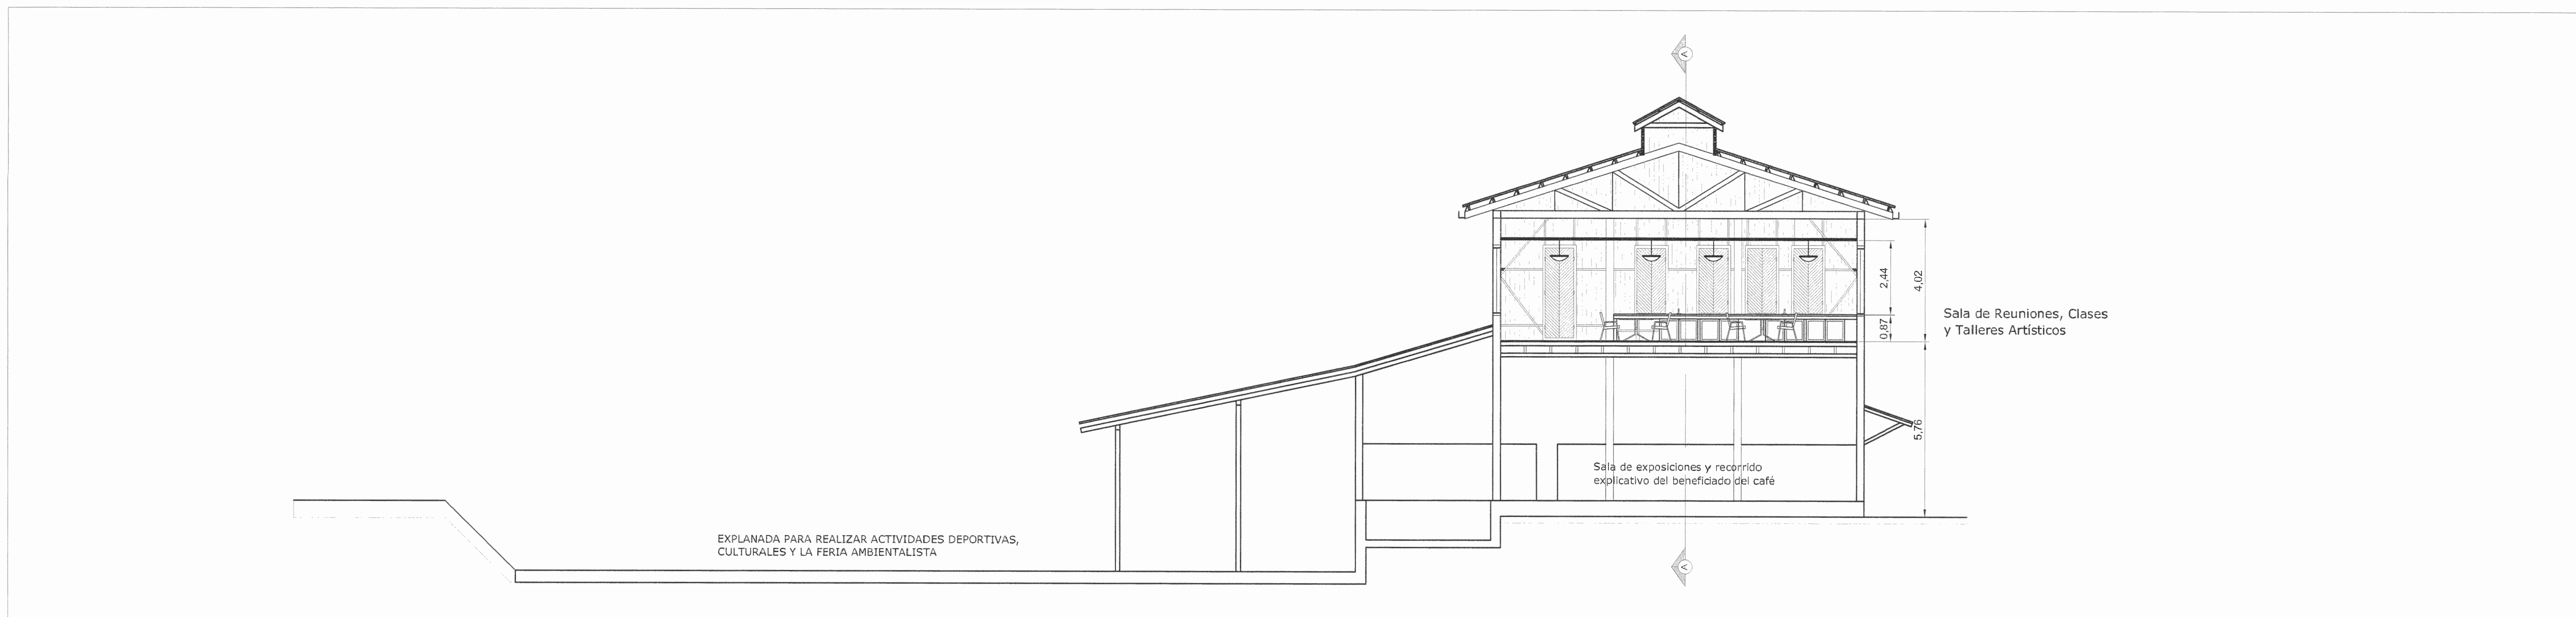 A
2,44
4,02
0,87
Sala de Reuniones, Clases
y Talleres Artísticos
5,76
Sala de exposiciones y recorrido
explicativo del beneficiado del café
EXPLANADA PARA REALIZAR ACTIVIDADES DEPORTIVAS,
CULTURALES Y LA FERIA AMBIENTALISTA
A